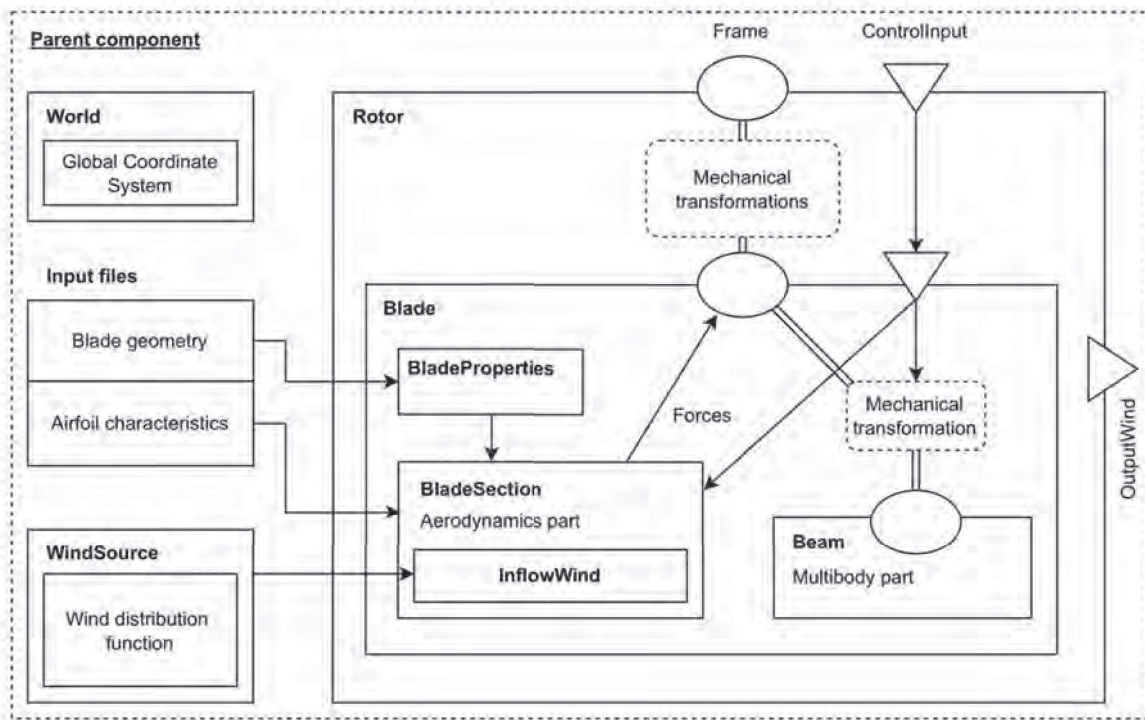 Parent component
Frame
ControlInput
World
Global Coordinate
System
Rotor
Mechanical
transformations
Input files
Blade geometry
Airfoil characteristics
Blade
BladeProperties
Forces
Mechanical
transformation
OutputWind
BladeSection
Aerodynamics part
InflowWind
Beam
Multibody part
WindSource
Wind distribution
function